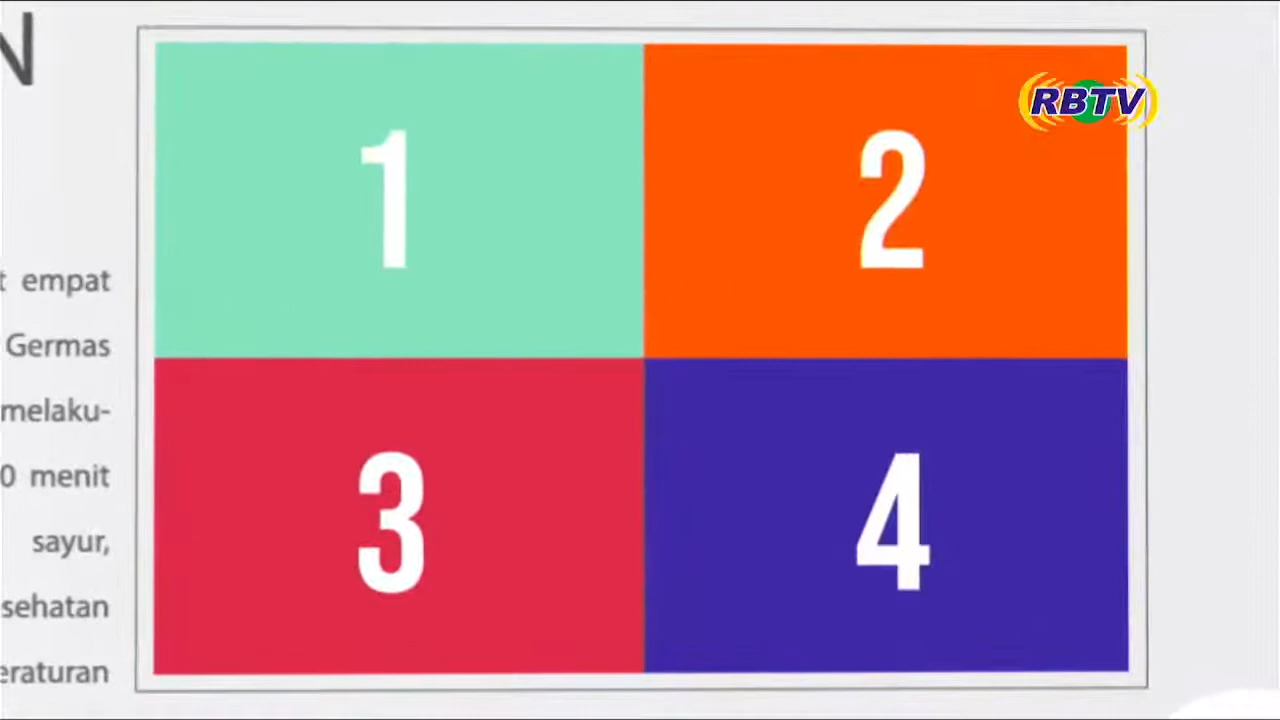 N
RBTV
1
2
t empat
Germas
melaku-
0 menit
sayur,
sehatan
eraturan
3
4